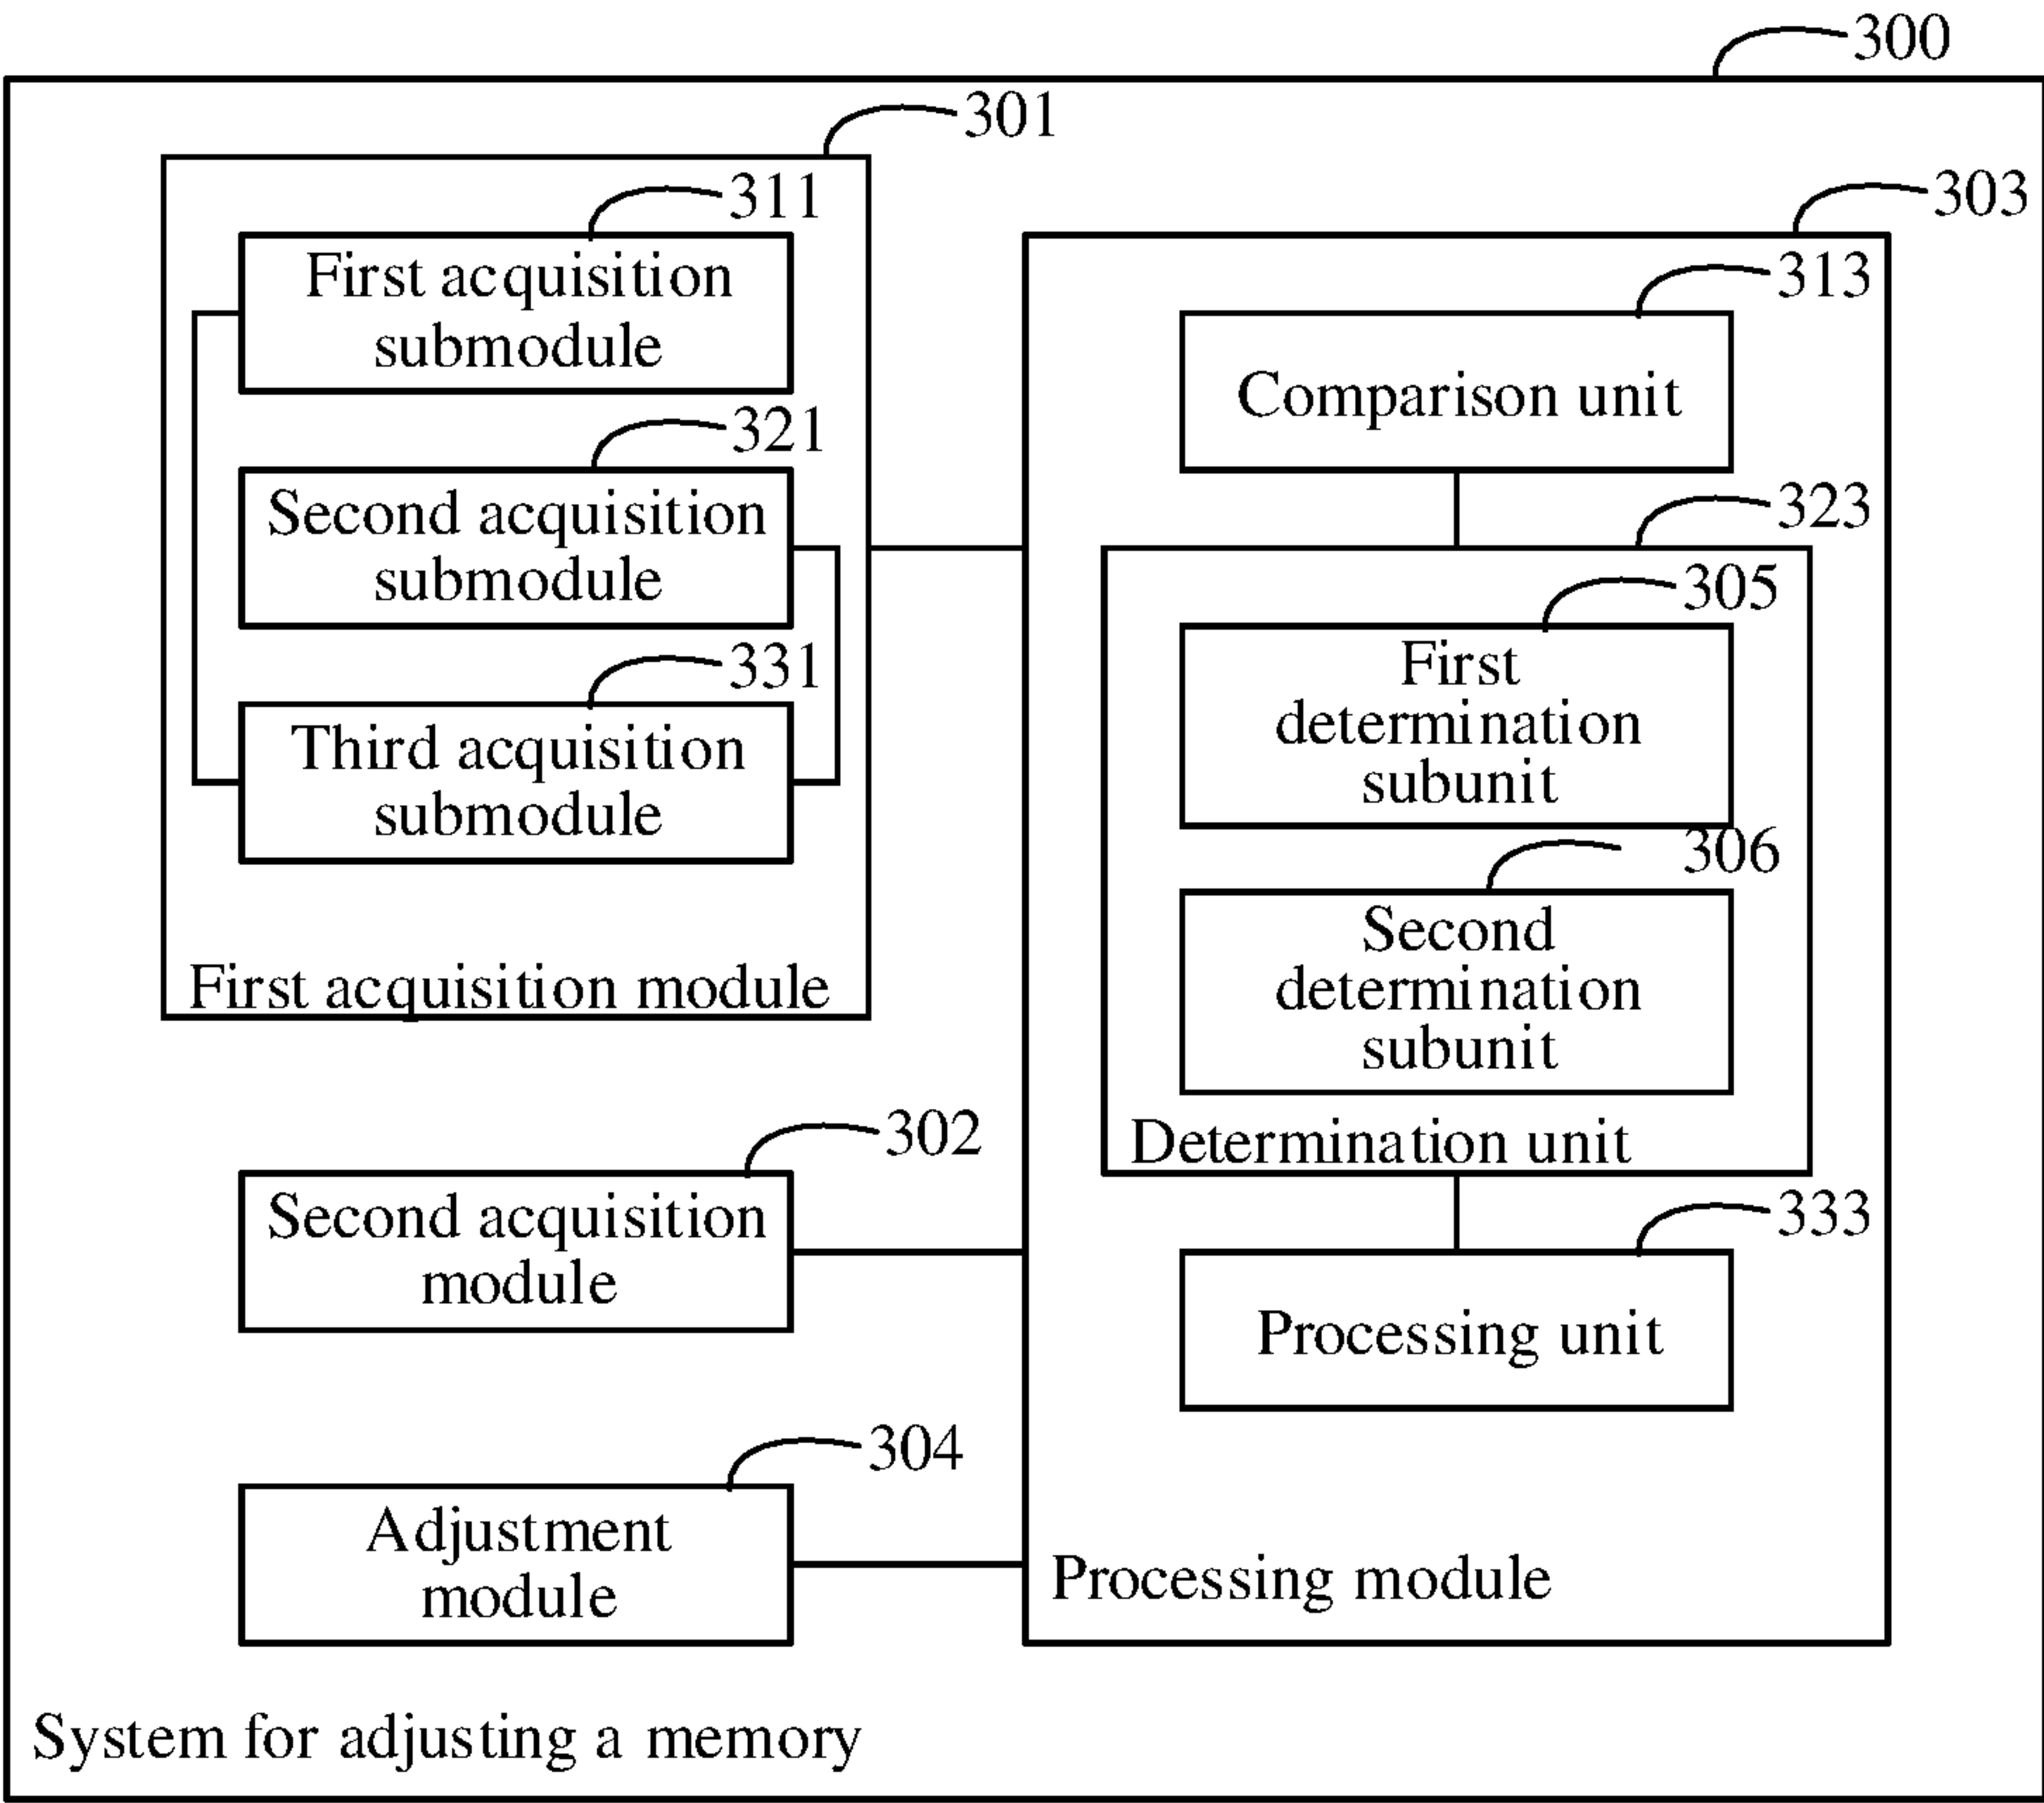 300
301
311
First acquisition
submodule
321
Second acquisition
submodule
331
Third acquisition
submodule
First acquisition module
302
Second acquisition
module
304
Adjustment
module
303
313
Comparison unit
323
305
First
determination
subunit
306
Second
determination
subunit
Determination unit
333
Processing unit
Processing module
System for adjusting a memory